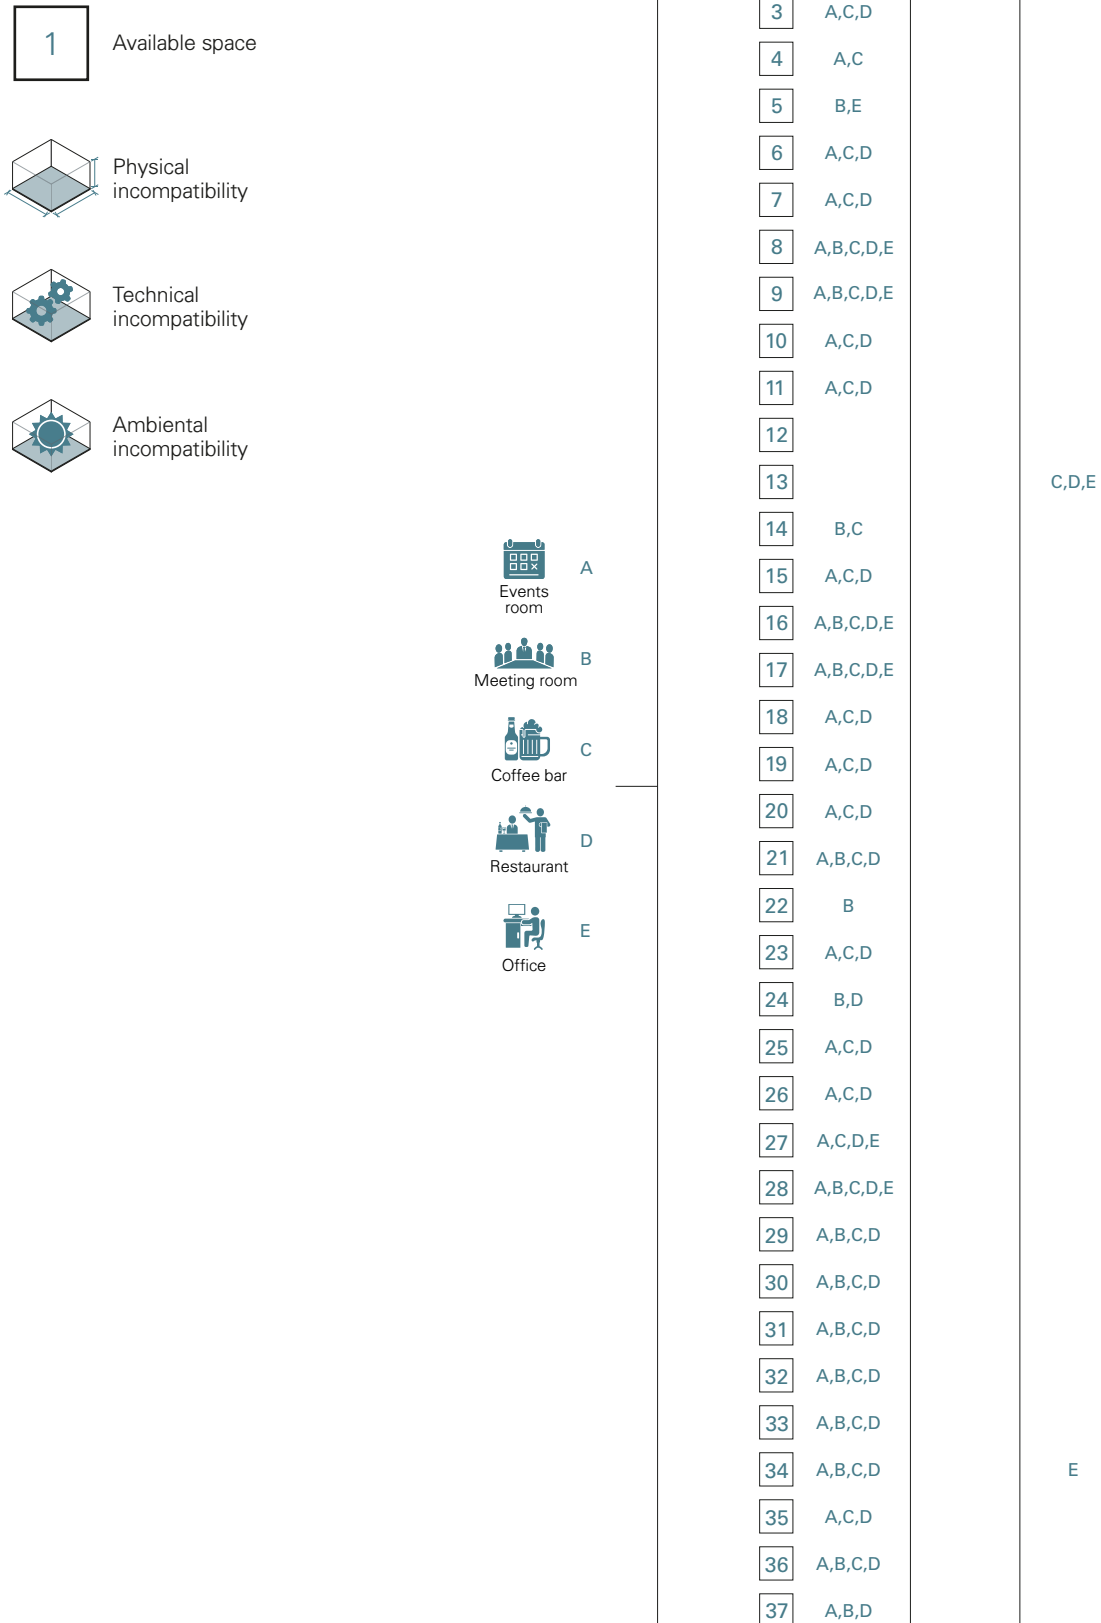 1
Available space
Physical
incompatibility
Technical
incompatibility
Ambiental
incompatibility
A
Events
room
B
Meeting room
C
Coffee bar
D
Restaurant
E
Office
3 A,C,D
4 A,C
5 B,E
6 A,C,D
7 A,C,D
8 A,B,C,D,E
9 A,B,C,D,E
10 A,C,D
11 A,C,D
12
13 C,D,E
14 B,C
15 A,C,D
16 A,B,C,D,E
17 A,B,C,D,E
18 A,C,D
19 A,C,D
20 A,C,D
21 A,B,C,D
22 B
23 A,C,D
24 B,D
25 A,C,D
26 A,C,D
27 A,C,D,E
28 A,B,C,D,E
29 A,B,C,D
30 A,B,C,D
31 A,B,C,D
32 A,B,C,D
33 A,B,C,D
34 A,B,C,D E
35 A,C,D
36 A,B,C,D
37 A,B,D